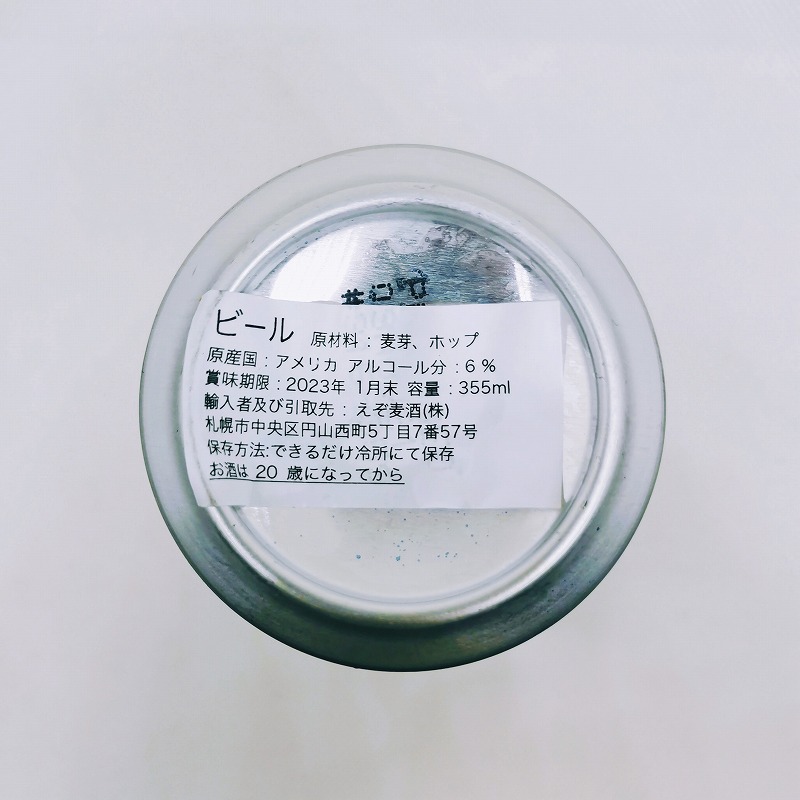 ビール 原材料 : 麦芽、ホップ
原産国 : アメリカ アルコール分 : 6 %
賞味期限 : 2023年 1月末 容量 : 355ml
輸入者及び引取先 : えぞ麦酒(株)
札幌市中央区円山西町5丁目7番57号
保存方法:できるだけ冷所にて保存
お酒は 20 歳になってから